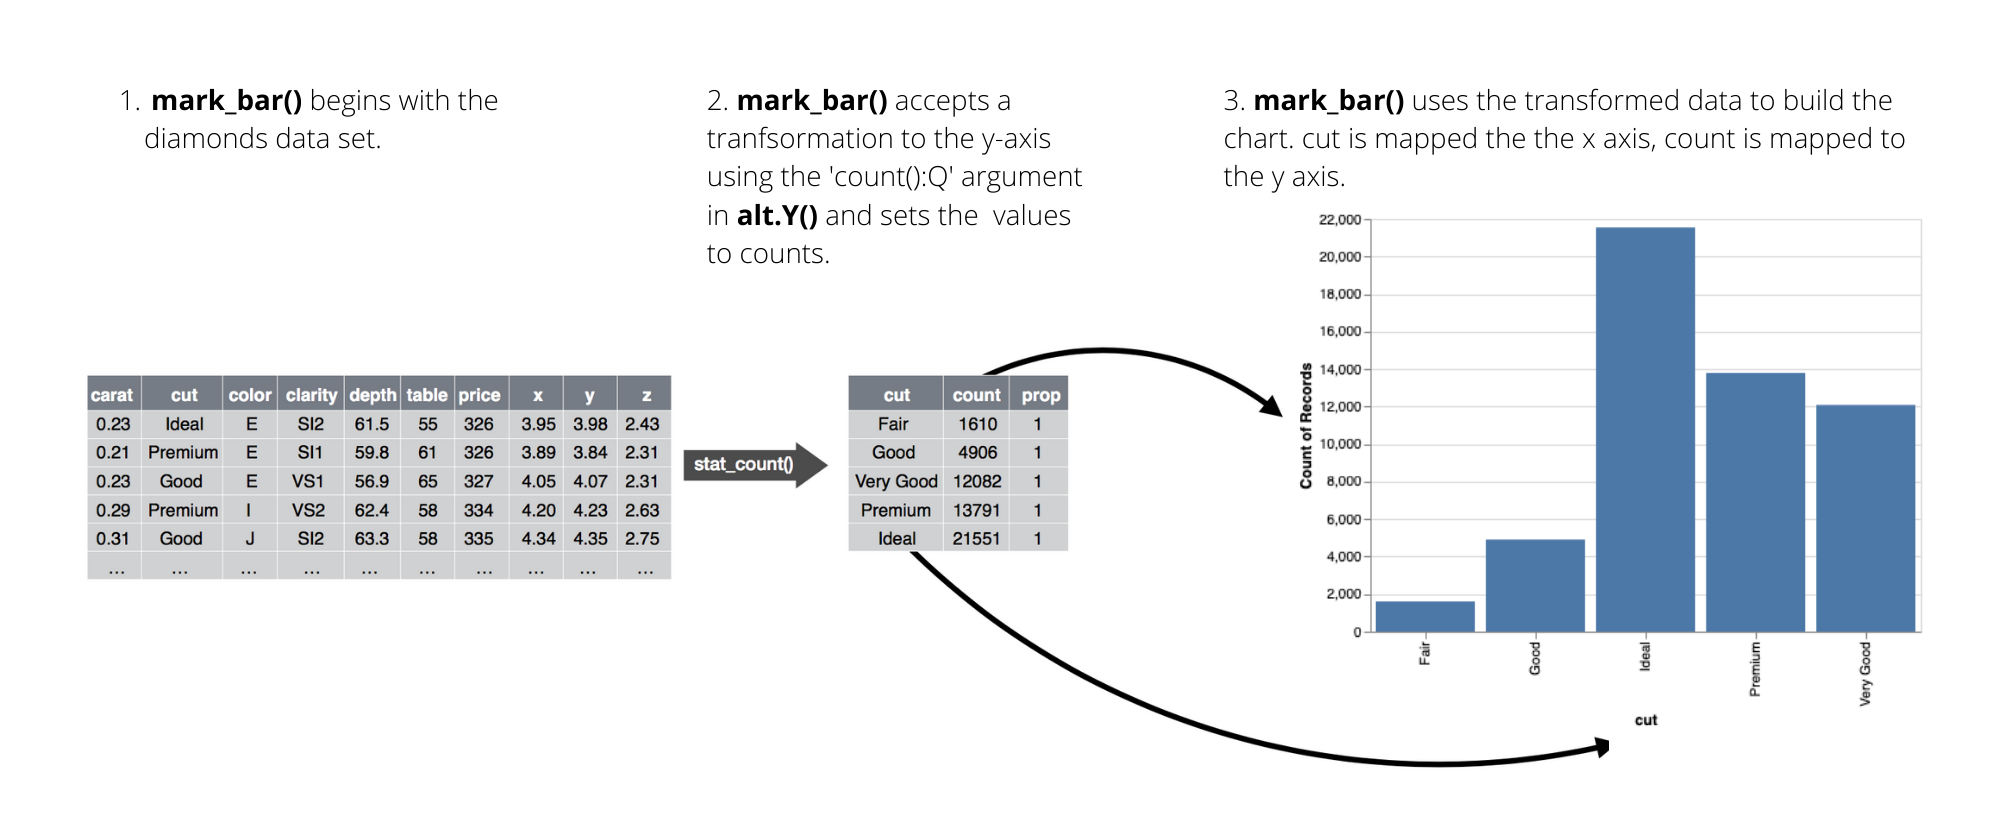 1. mark_bar() begins with the
diamonds data set.
2. mark_bar() accepts a
tranfsormation to the y-axis
using the 'count():Q' argument
in alt.Y() and sets the values
to counts.
3. mark_bar() uses the transformed data to build the
chart. cut is mapped the the x axis, count is mapped to
the y axis.
carat cut color clarity depth table price x y z
0.23 Ideal E SI2 61.5 55 326 3.95 3.98 2.43
0.21 Premium E SI1 59.8 61 326 3.89 3.84 2.31
0.23 Good E VS1 56.9 65 327 4.05 4.07 2.31
0.29 Premium I VS2 62.4 58 334 4.20 4.23 2.63
0.31 Good J SI2 63.3 58 335 4.34 4.35 2.75
... ... ... ... ... ... ... ... ... ...
stat_count()
cut count prop
Fair 1610 1
Good 4906 1
Very Good 12082 1
Premium 13791 1
Ideal 21551 1
22,000
20,000
18,000
16,000
14,000
12,000
10,000
8,000
6,000
4,000
2,000
0
Count of Records
Fair
Good
Ideal
Premium
Very Good
cut